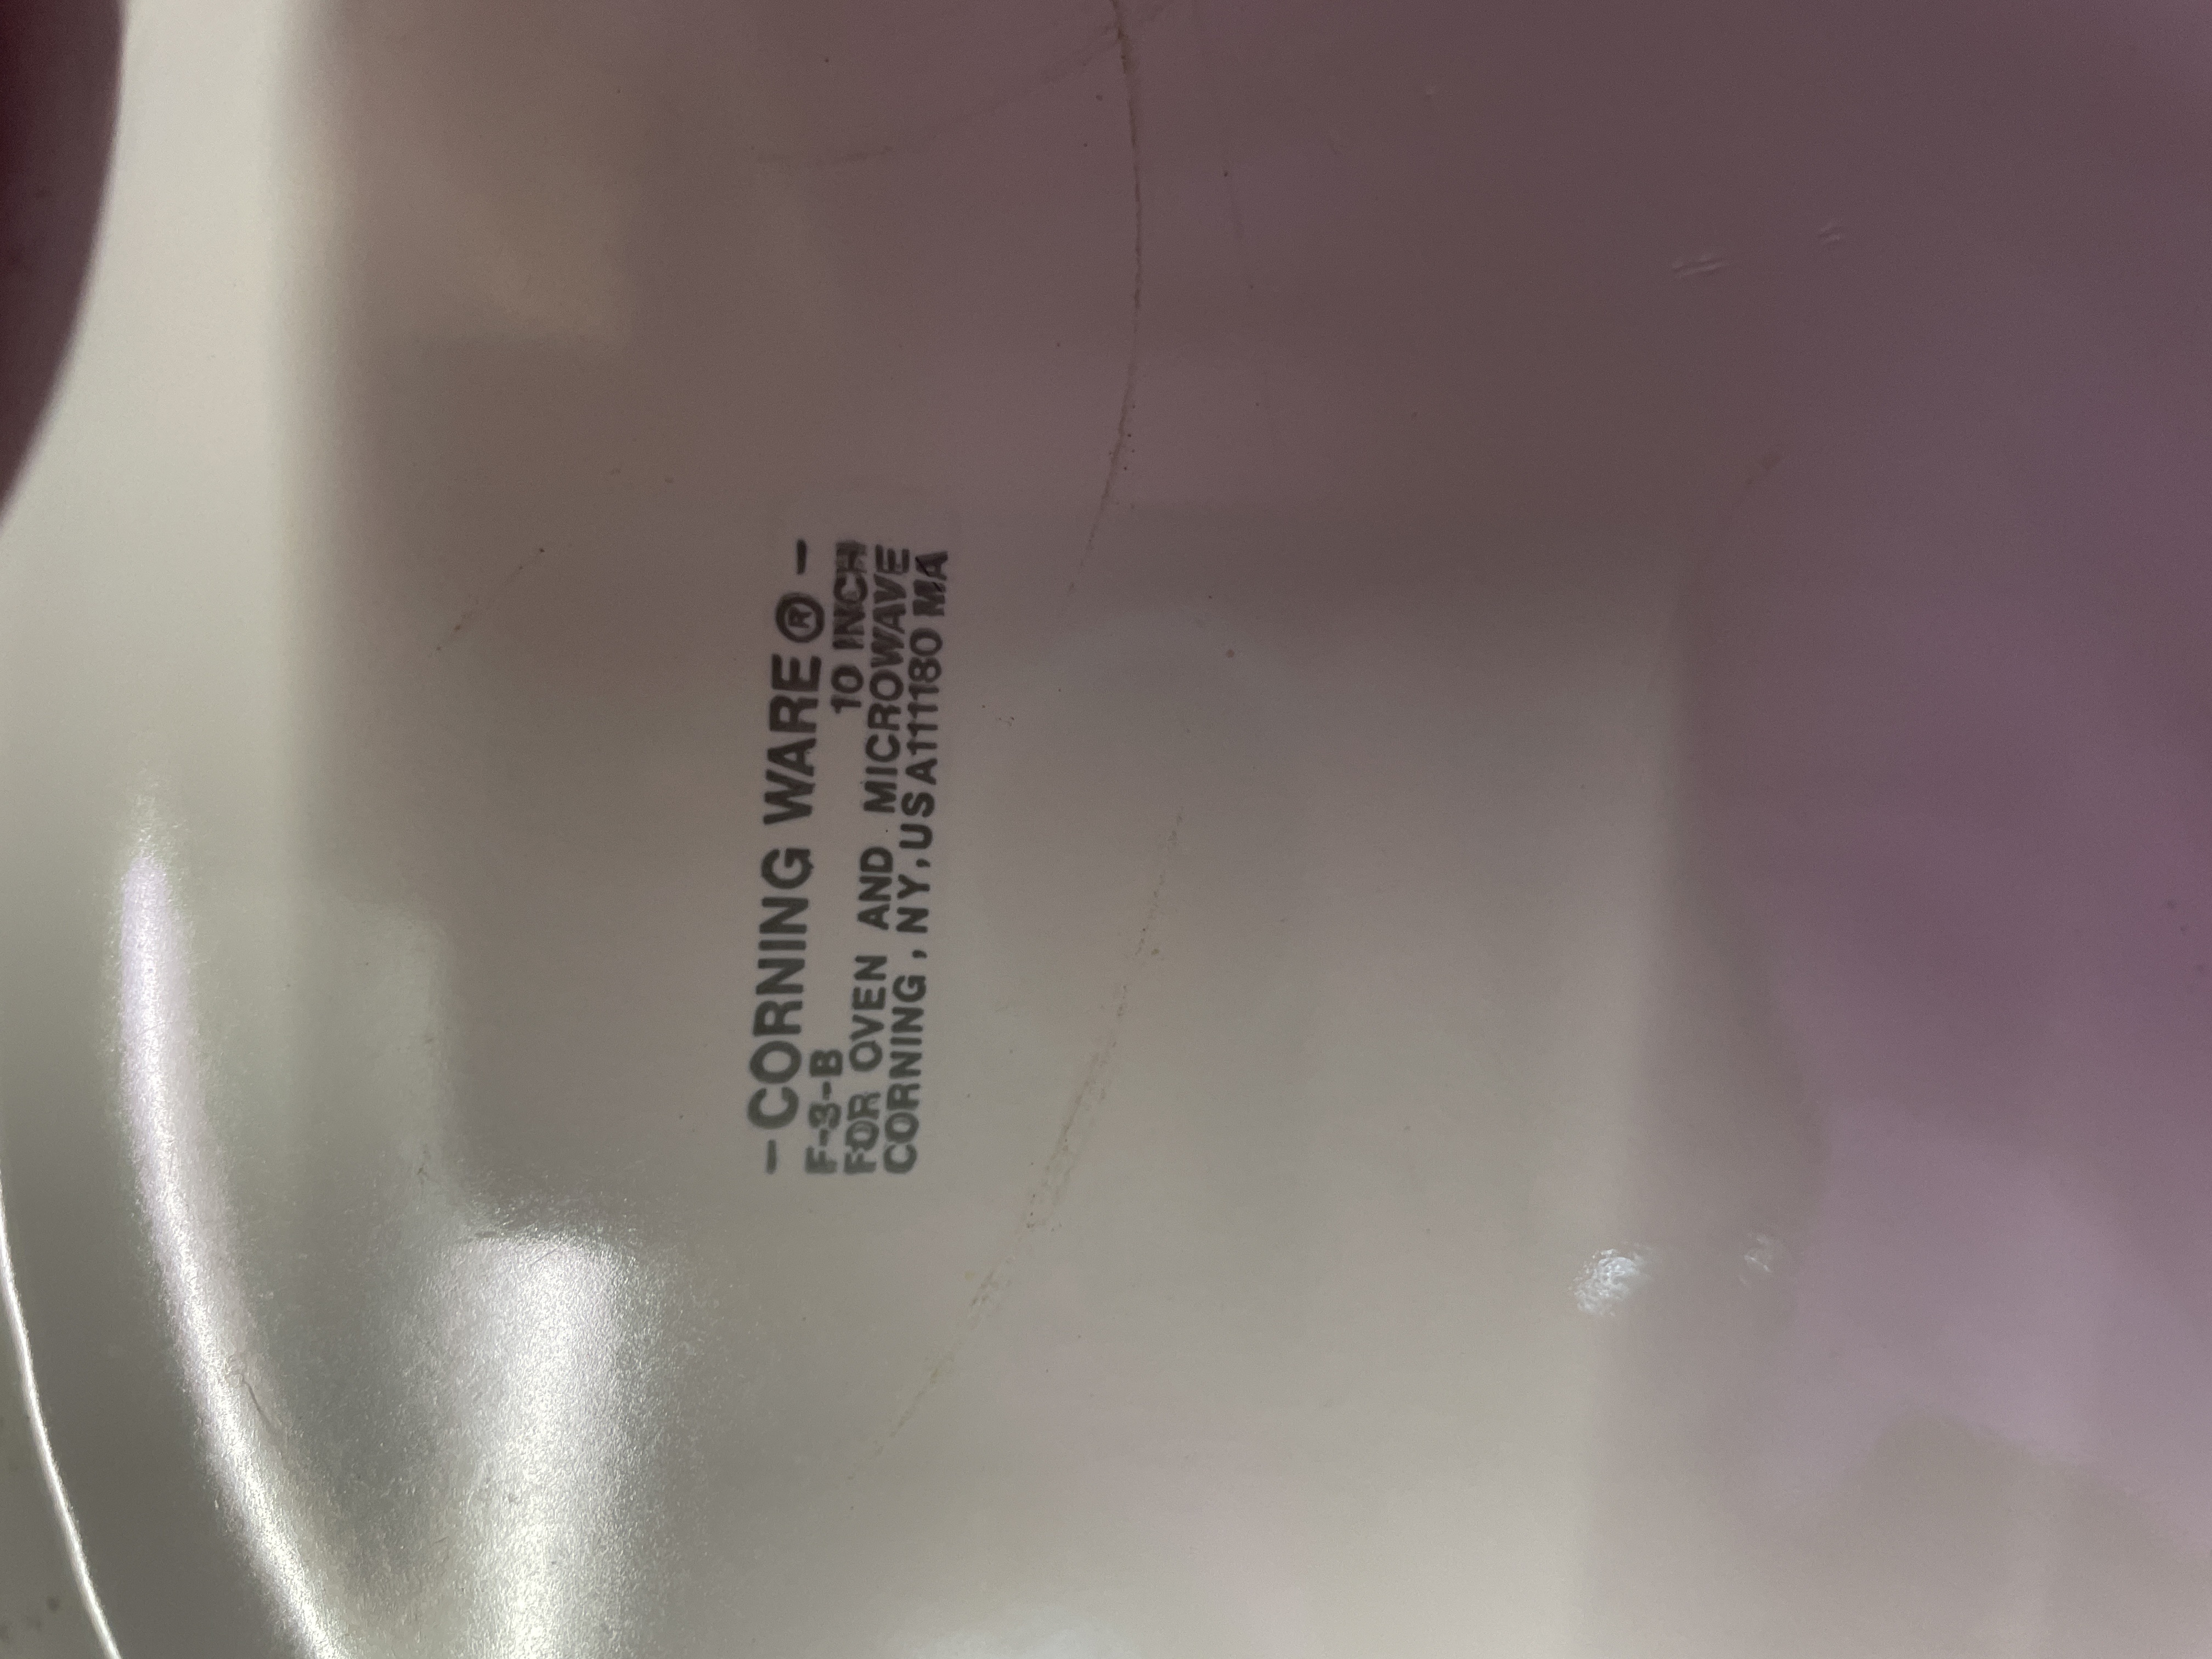 -CORNING WARE ® -
F-3-B 10 INCH
FOR OVEN AND MICROWAVE
CORNING, NY, USA111180 MA